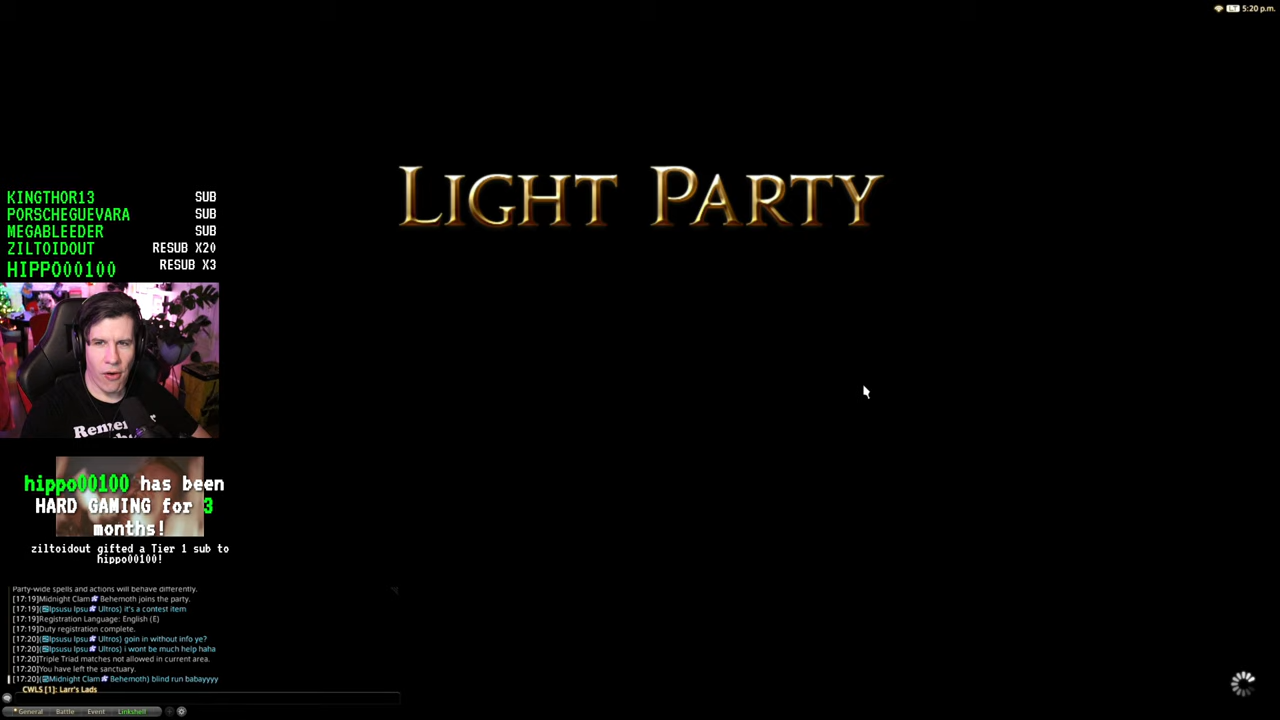 LT 5:20 p.m.
LIGHT PARTY
KINGTHOR13 SUB
PORSCHEGUEVARA SUB
MEGABLEEDER SUB
ZILTOIDOUT RESUB X20
HIPPO00100 RESUB X3
hippo00100 has been
HARD GAMING for 3
months!
ziltoidout gifted a Tier 1 sub to
hippo00100!
Party-wide spells and actions will behave differently.
[17:19]Midnight Clam Behemoth joins the party.
[17:19](Ipsusu Ipsu Ultros) it's a contest item
[17:19]Registration Language: English (E)
[17:19]Duty registration complete.
[17:20](Ipsusu Ipsu Ultros) goin in without info ye?
[17:20](Ipsusu Ipsu Ultros) i wont be much help haha
[17:20]Triple Triad matches not allowed in current area.
[17:20]You have left the sanctuary.
[17:20](Midnight Clam Behemoth) blind run babayyyy
CWLS [1]: Larr's Lads
General Battle Event Linkshell